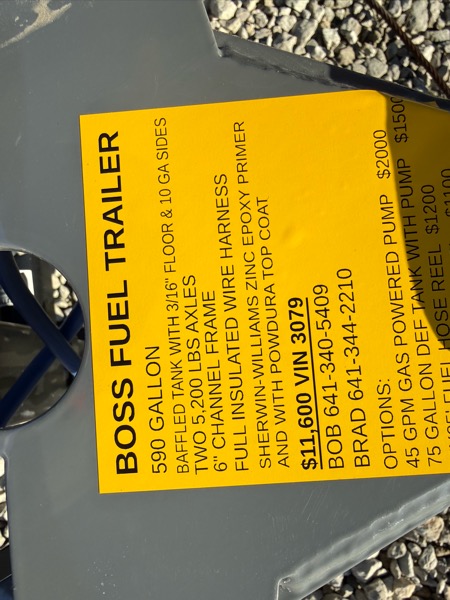 BOSS FUEL TRAILER
590 GALLON
BAFFLED TANK WITH 3/16" FLOOR & 10 GA SIDES
TWO 5,200 LBS AXLES
6" CHANNEL FRAME
FULL INSULATED WIRE HARNESS
SHERWIN-WILLIAMS ZINC EPOXY PRIMER
AND WITH POWDURA TOP COAT
$11,600 VIN 3079
BOB 641-340-5409
BRAD 641-344-2210
OPTIONS:
45 GPM GAS POWERED PUMP $2000
75 GALLON DEF TANK WITH PUMP $1500
FUEL HOSE REEL $1200
$1100